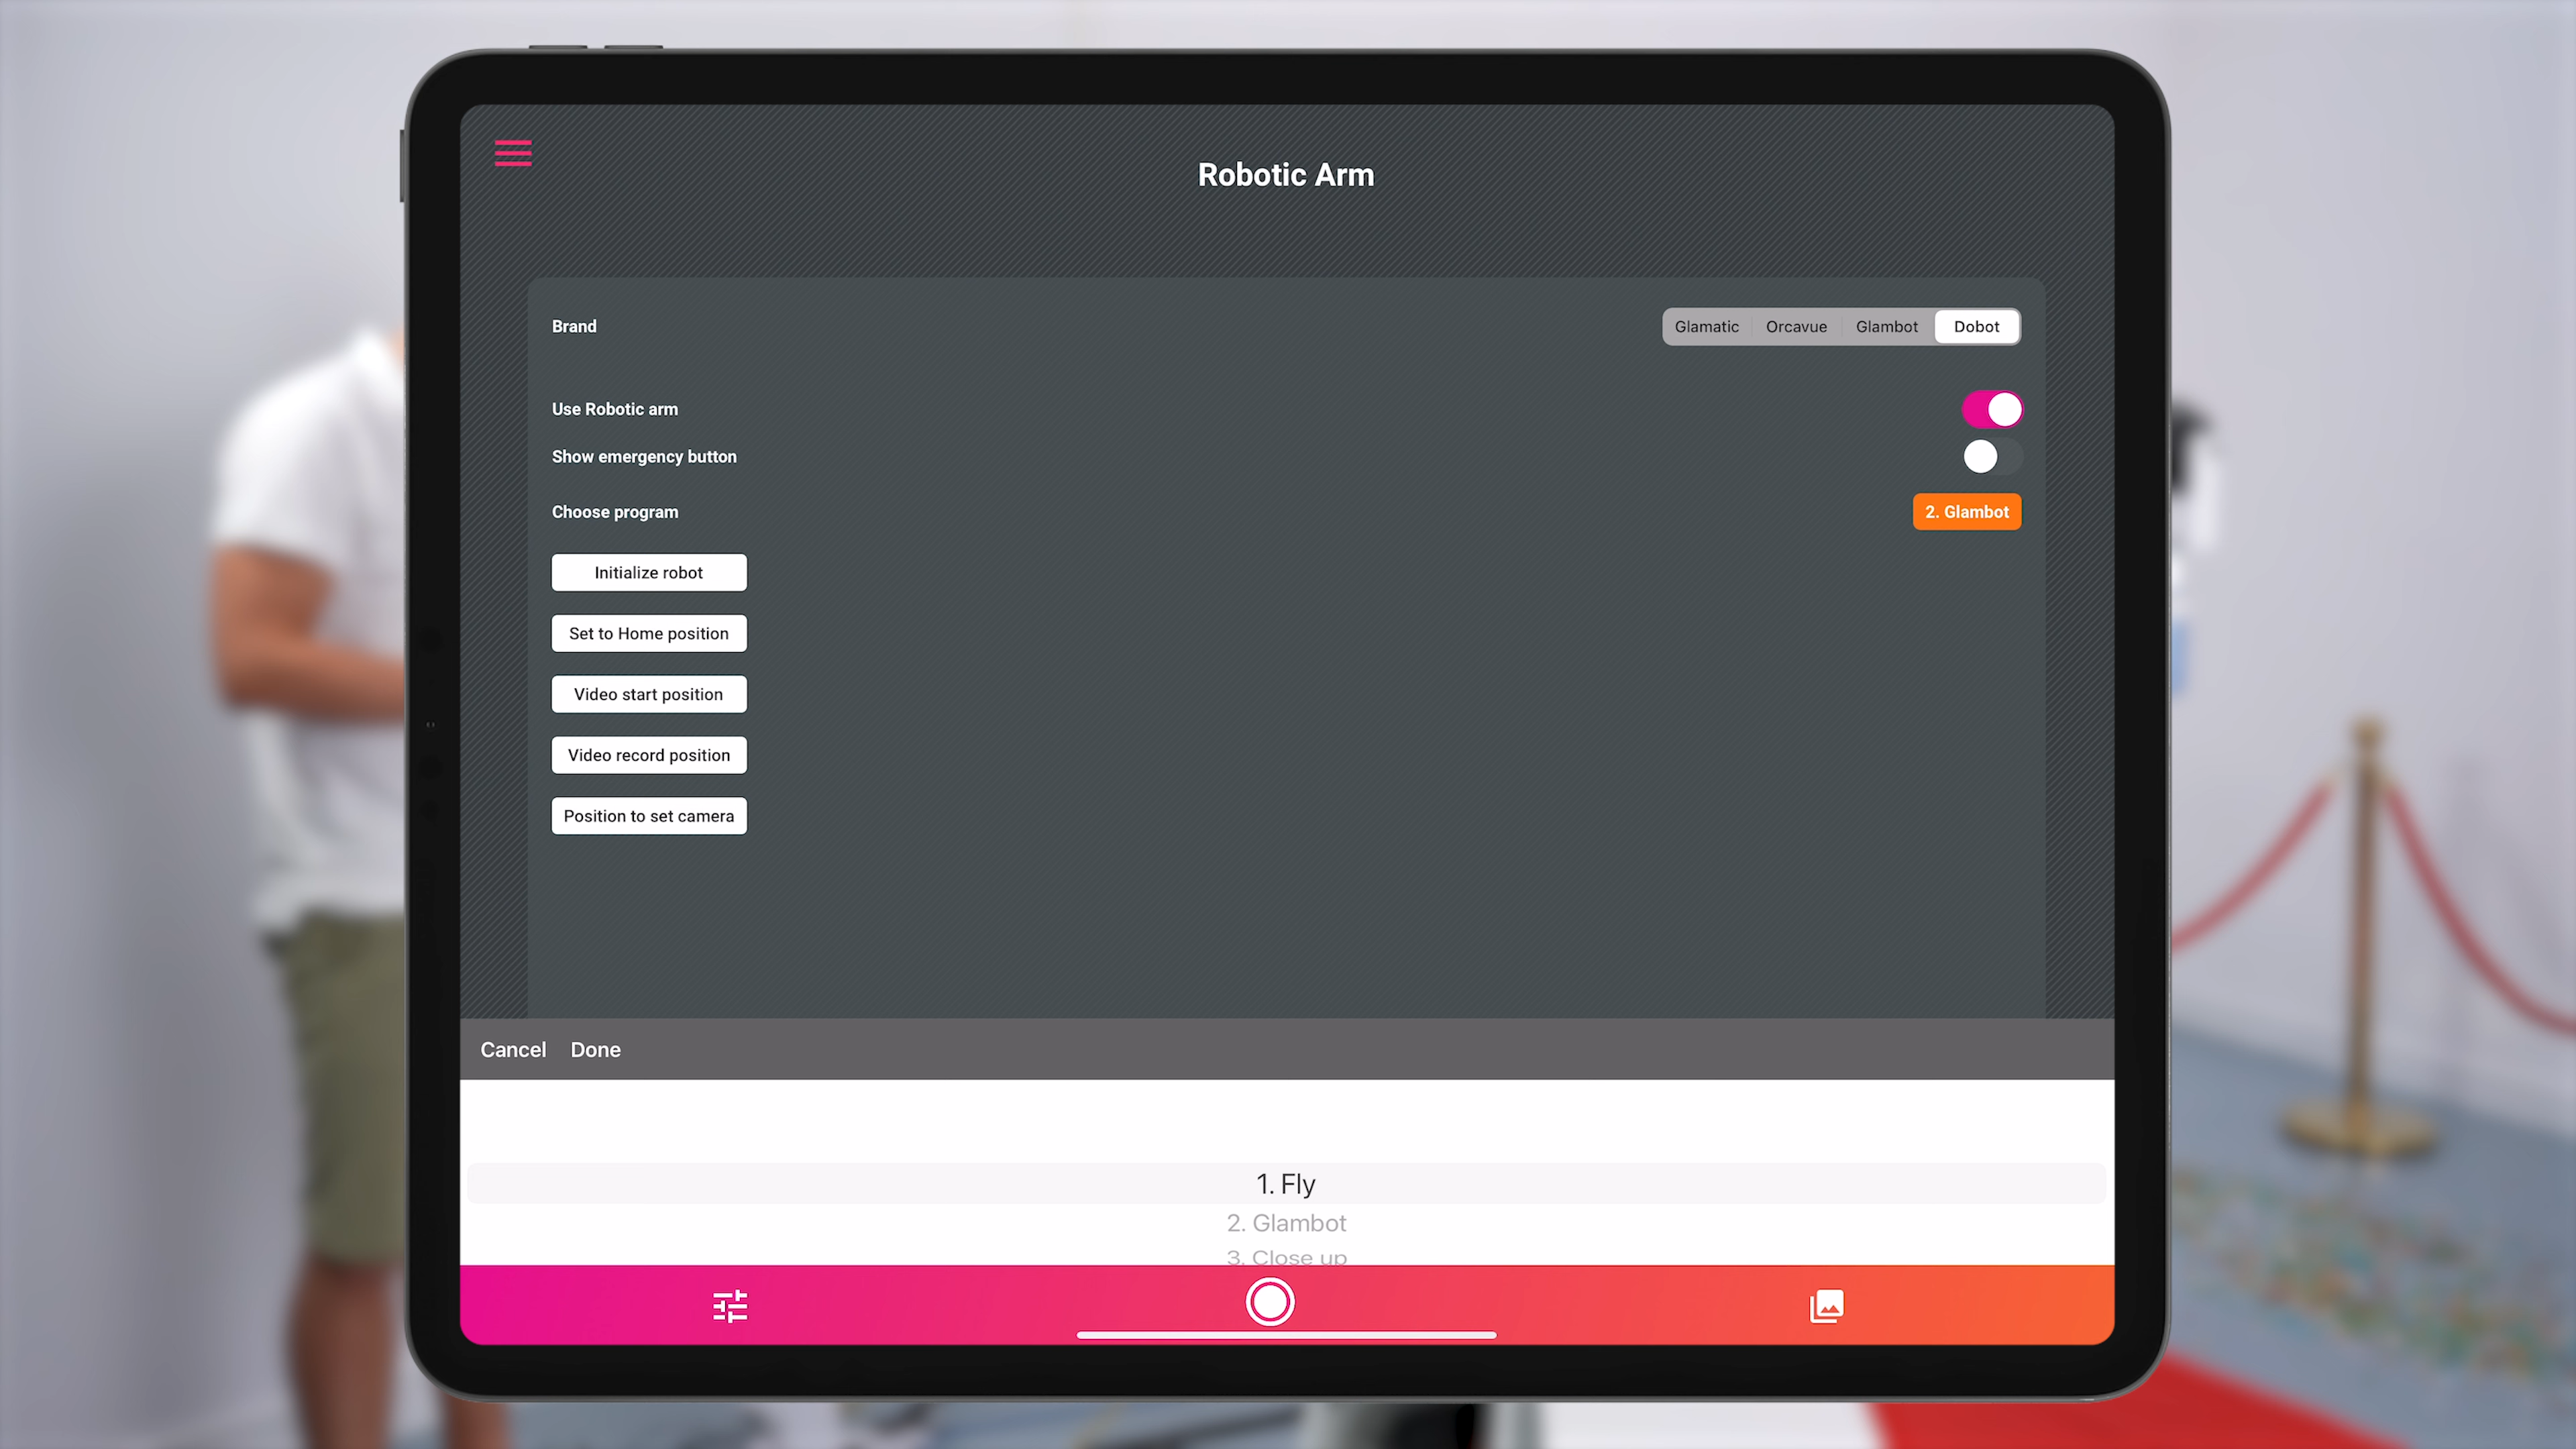 Robotic Arm
Brand
Glamatic Orcavue Glambot Dobot
Use Robotic arm
Show emergency button
Choose program
2. Glambot
Initialize robot
Set to Home position
Video start position
Video record position
Position to set camera
Cancel Done
1. Fly
2. Glambot
3. Close up